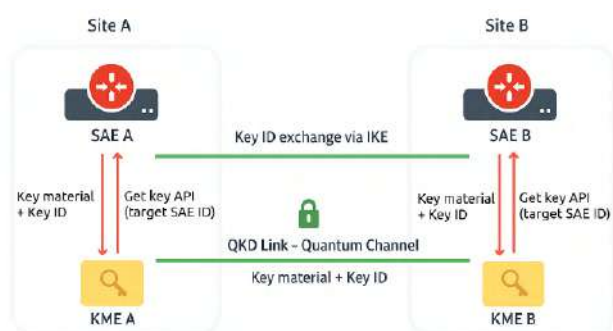 Site A
Site B
SAE A
SAE B
Key ID exchange via IKE
Key material
+ Key ID
Get key API
(target SAE ID)
Key material
+ Key ID
Get key API
(target SAE ID)
QKD Link - Quantum Channel
Key material + Key ID
KME A
KME B